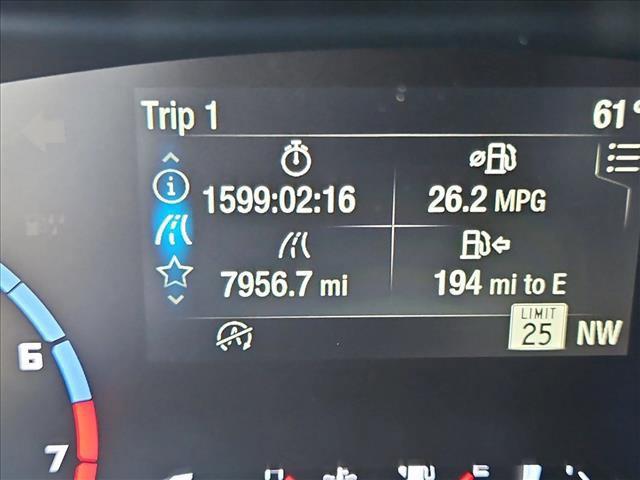 Trip 1 61°
1599:02:16 26.2 MPG
7956.7 mi 194 mi to E
LIMIT
25 NW
6
7